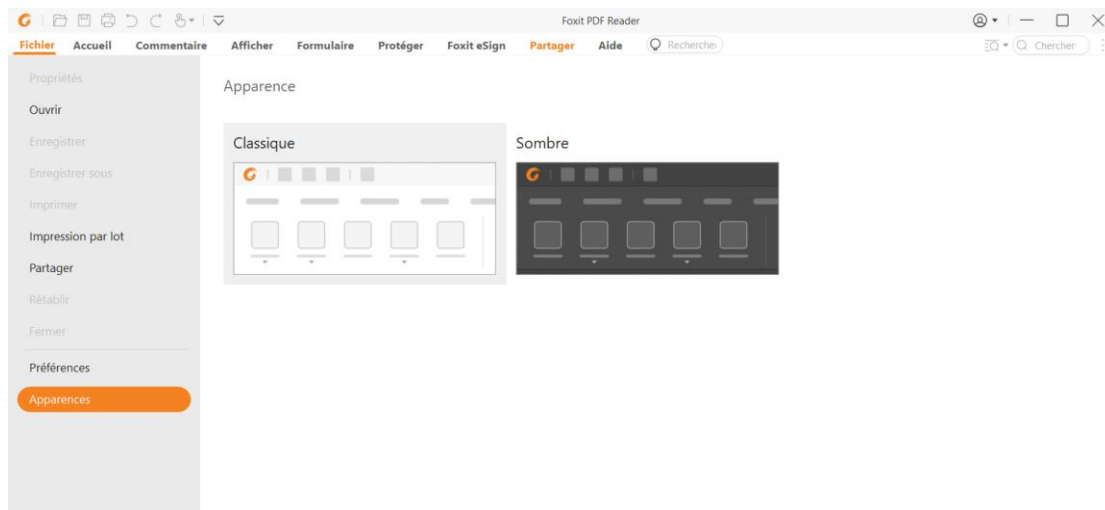 Foxit PDF Reader
Fichier Accueil Commentaire Afficher Formulaire Protéger Foxit eSign Partager Aide Rechercher Chercher
Propriétés
Apparence
Ouvrir
Enregistrer
Classique Sombre
Enregistrer sous
Imprimer
Impression par lot
Partager
Rétablir
Fermer
Préférences
Apparences